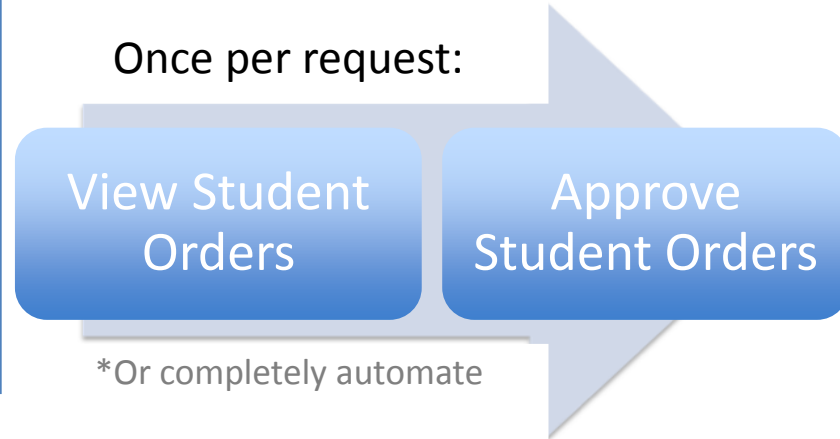 Once per request:
View Student
Orders
Approve
Student Orders
*Or completely automate